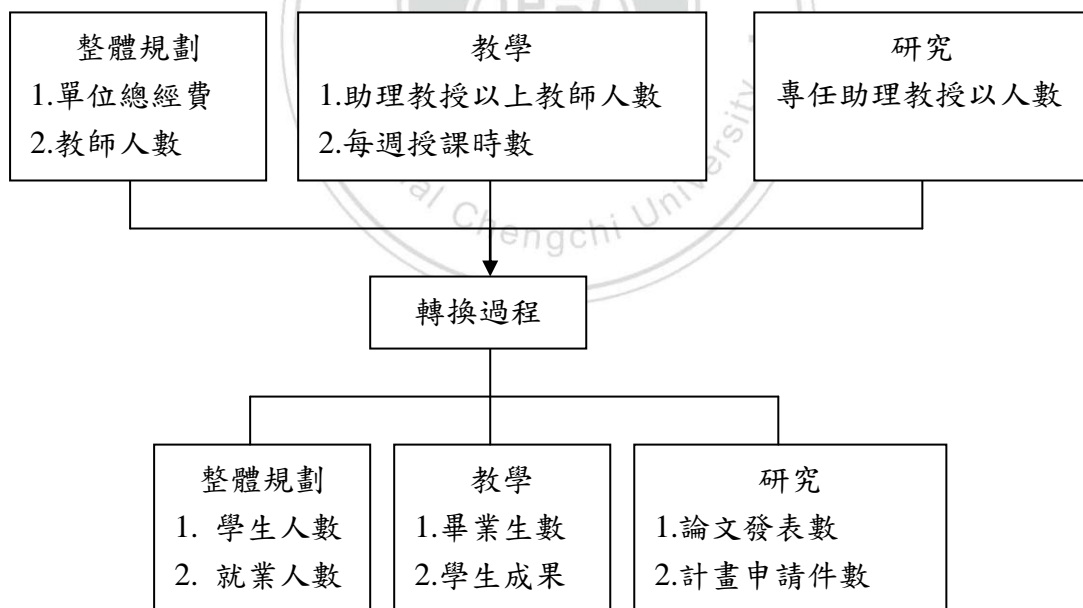 整體規劃
1.單位總經費
2.教師人數
教學
1.助理教授以上教師人數
2.每週授課時數
研究
專任助理教授以人數
al Chengchi University
轉換過程
整體規劃
1. 學生人數
2. 就業人數
教學
1.畢業生數
2.學生成果
研究
1.論文發表數
2.計畫申請件數